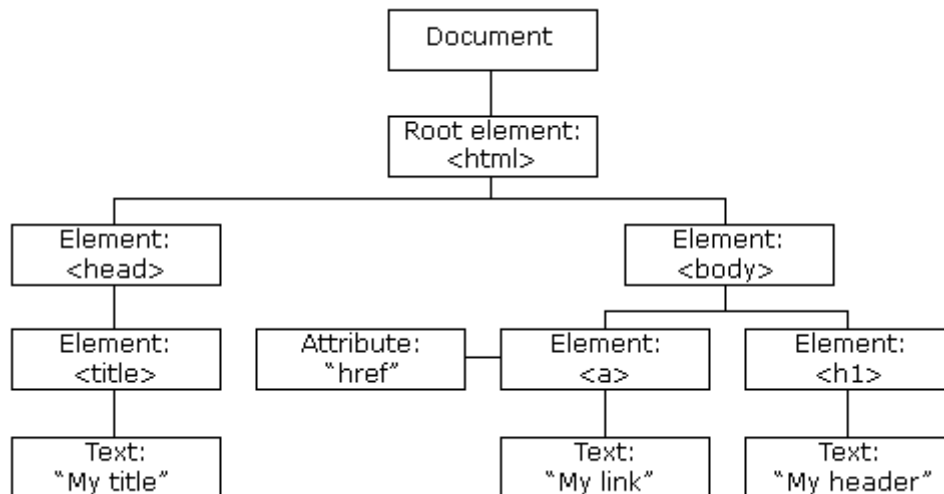 Document
Root element:
<html>
Element:
<head>
Element:
<body>
Element:
<title>
Attribute:
“href”
Element:
<a>
Element:
<h1>
Text:
“My title”
Text:
“My link”
Text:
“My header”